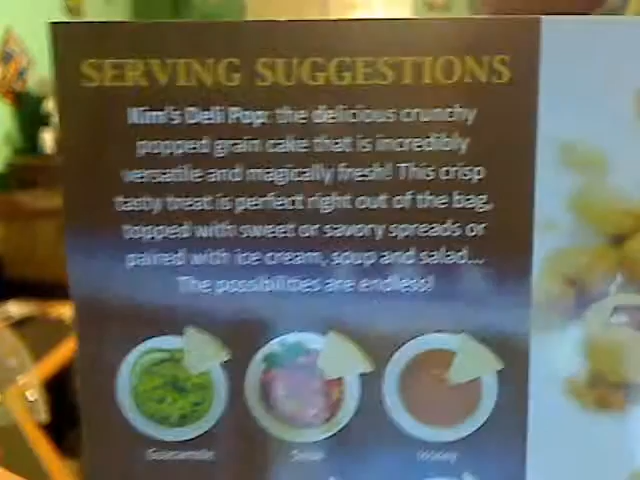 SERVING SUGGESTIONS
Kim's Deli Pop: the delicious crunchy
popped grain cake that is incredibly
versatile and magically fresh! This crisp
tasty treat is perfect right out of the bag,
topped with sweet or savory spreads or
paired with ice cream, soup and salad...
The possibilities are endless!
Guacamole